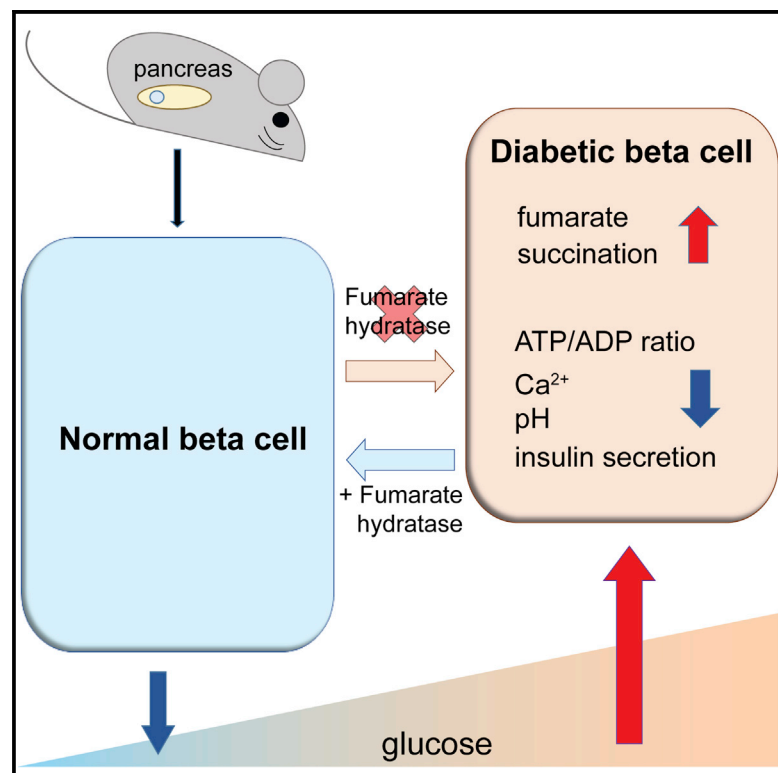 pancreas
Diabetic beta cell
fumarate
succination
Fumarate
hydratase
ATP/ADP ratio
Ca²⁺
pH
insulin secretion
Normal beta cell
+ Fumarate
hydratase
glucose